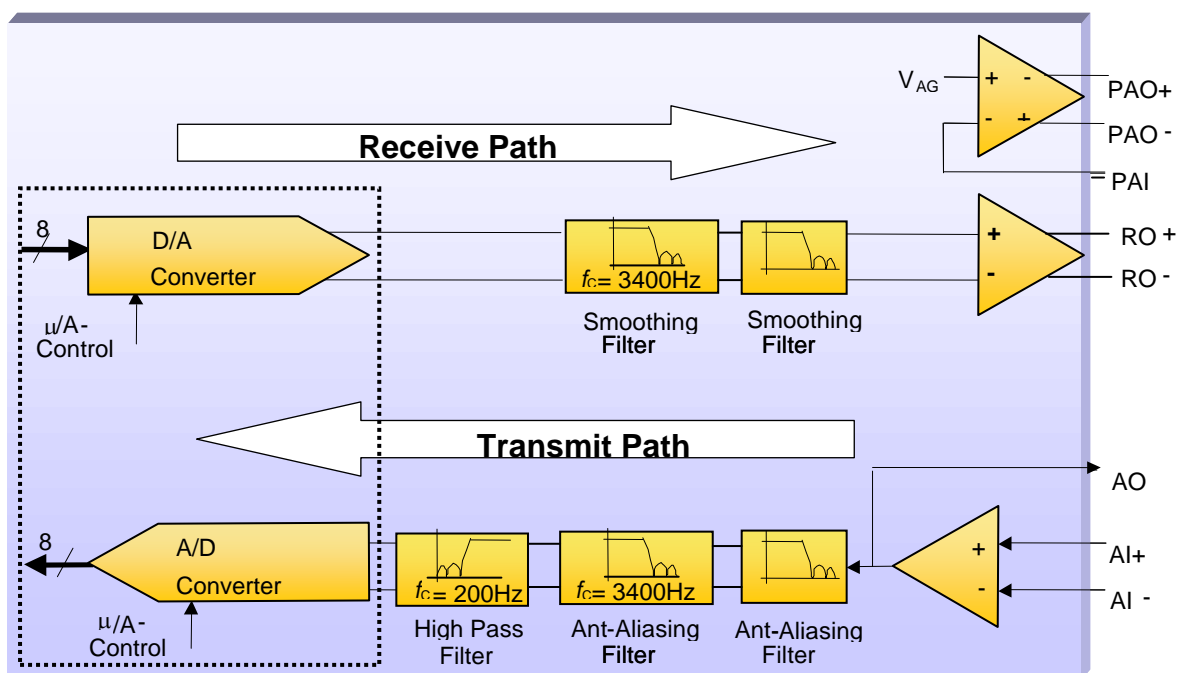 V AG
+ -
- +
PAO+
PAO -
PAI
Receive Path
8
D/A
Converter
μ/A-
Control
fc= 3400Hz
Smoothing
Filter
Smoothing
Filter
+
-
RO +
RO -
Transmit Path
AO
8
A/D
Converter
μ/A-
Control
fc= 200Hz
High Pass
Filter
fc= 3400Hz
Ant-Aliasing
Filter
Ant-Aliasing
Filter
+
-
AI+
AI -